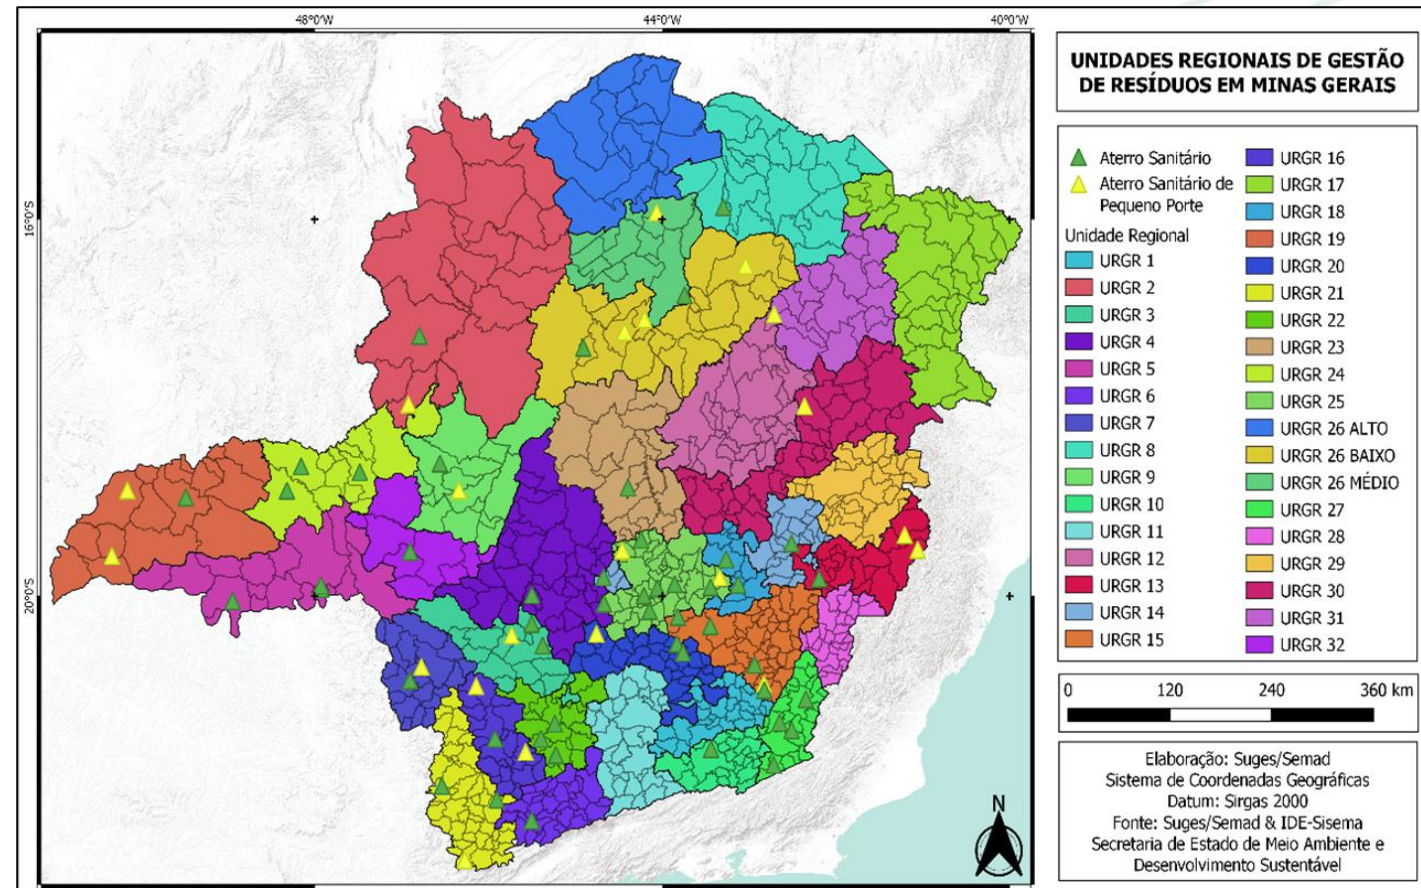 48°0'W
44°0'W
40°0'W
16°0'S
20°0'S
UNIDADES REGIONAIS DE GESTÃO
DE RESÍDUOS EM MINAS GERAIS
Aterro Sanitário
Aterro Sanitário de
Pequeno Porte
Unidade Regional
URGR 1
URGR 2
URGR 3
URGR 4
URGR 5
URGR 6
URGR 7
URGR 8
URGR 9
URGR 10
URGR 11
URGR 12
URGR 13
URGR 14
URGR 15
URGR 16
URGR 17
URGR 18
URGR 19
URGR 20
URGR 21
URGR 22
URGR 23
URGR 24
URGR 25
URGR 26 ALTO
URGR 26 BAIXO
URGR 26 MÉDIO
URGR 27
URGR 28
URGR 29
URGR 30
URGR 31
URGR 32
0 120 240 360 km
N
Elaboração: Suges/Semad
Sistema de Coordenadas Geográficas
Datum: Sirgas 2000
Fonte: Suges/Semad & IDE-Sisema
Secretaria de Estado de Meio Ambiente e
Desenvolvimento Sustentável